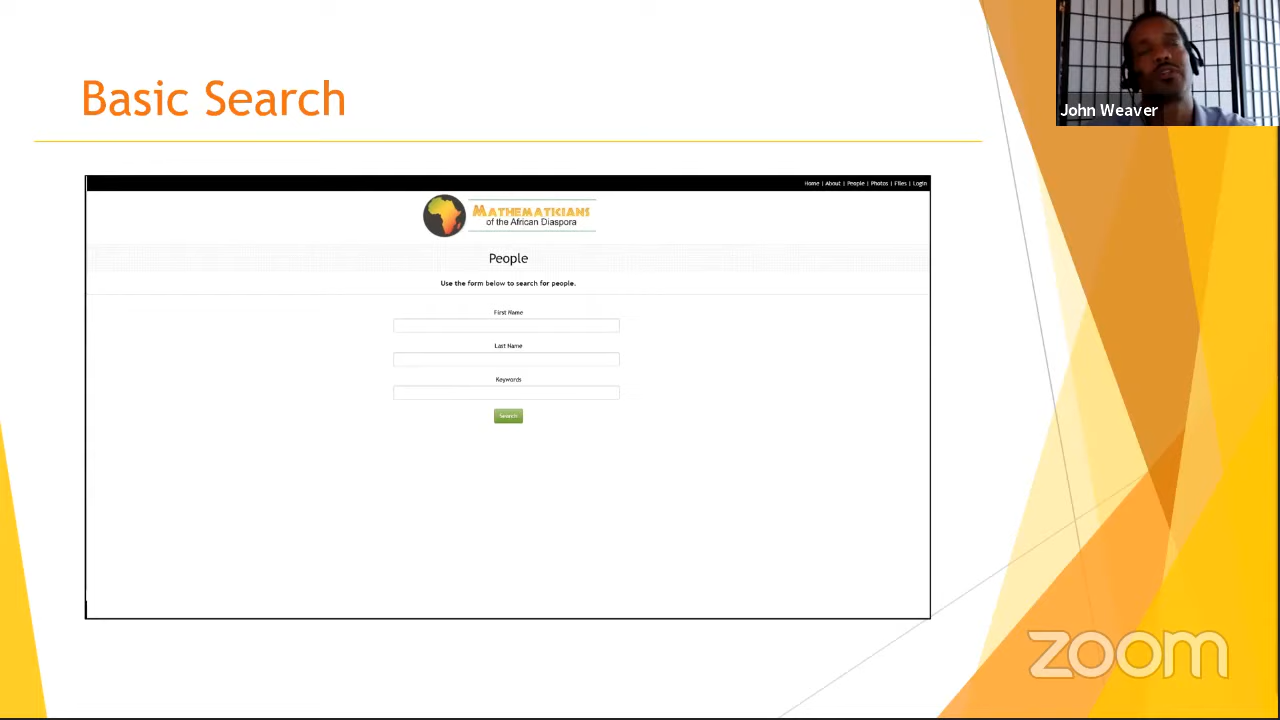 Basic Search
John Weaver
Home | About | People | Photos | Files | Login
MATHEMATICIANS
of the African Diaspora
People
Use the form below to search for people.
First Name
Last Name
Keywords
Search
zoom